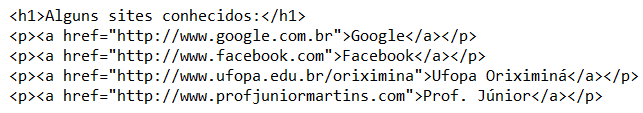 <h1>Alguns sites conhecidos:</h1>
<p><a href="http://www.google.com.br">Google</a></p>
<p><a href="http://www.facebook.com">Facebook</a></p>
<p><a href="http://www.ufopa.edu.br/oriximina">Ufopa Oriximiná</a></p>
<p><a href="http://www.profjuniormartins.com">Prof. Júnior</a></p>